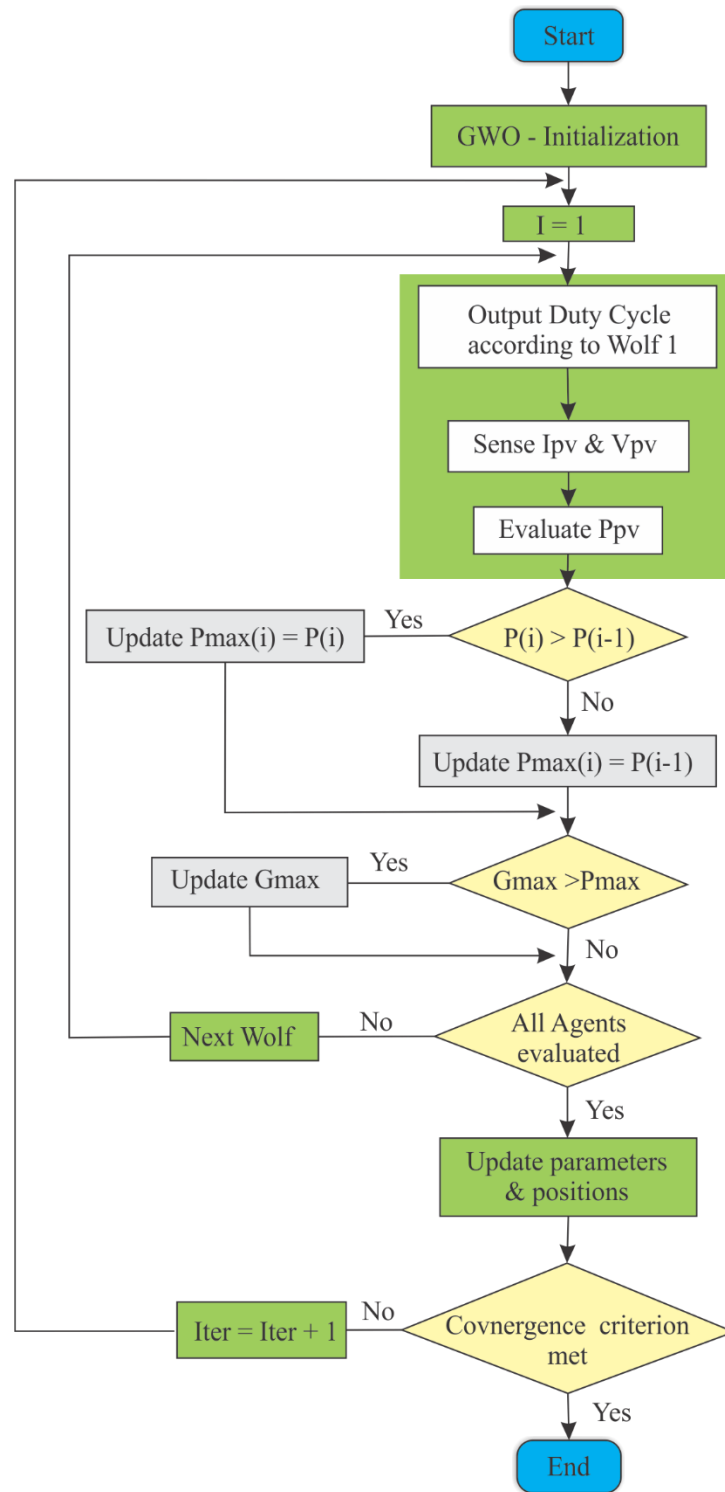 Start
GWO - Initialization
I = 1
Output Duty Cycle
according to Wolf 1
Sense Ipv & Vpv
Evaluate Ppv
Update Pmax(i) = P(i)
Yes
P(i) > P(i-1)
No
Update Pmax(i) = P(i-1)
Update Gmax
Yes
Gmax >Pmax
No
Next Wolf
No
All Agents
evaluated
Yes
Update parameters
& positions
Iter = Iter + 1
No
Covnergence criterion
met
Yes
End